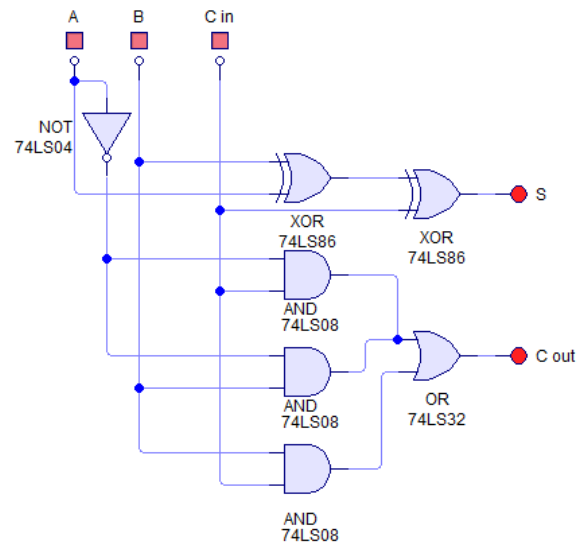 A
B
C in
NOT
74LS04
XOR
74LS86
XOR
74LS86
S
AND
74LS08
AND
74LS08
OR
74LS32
C out
AND
74LS08